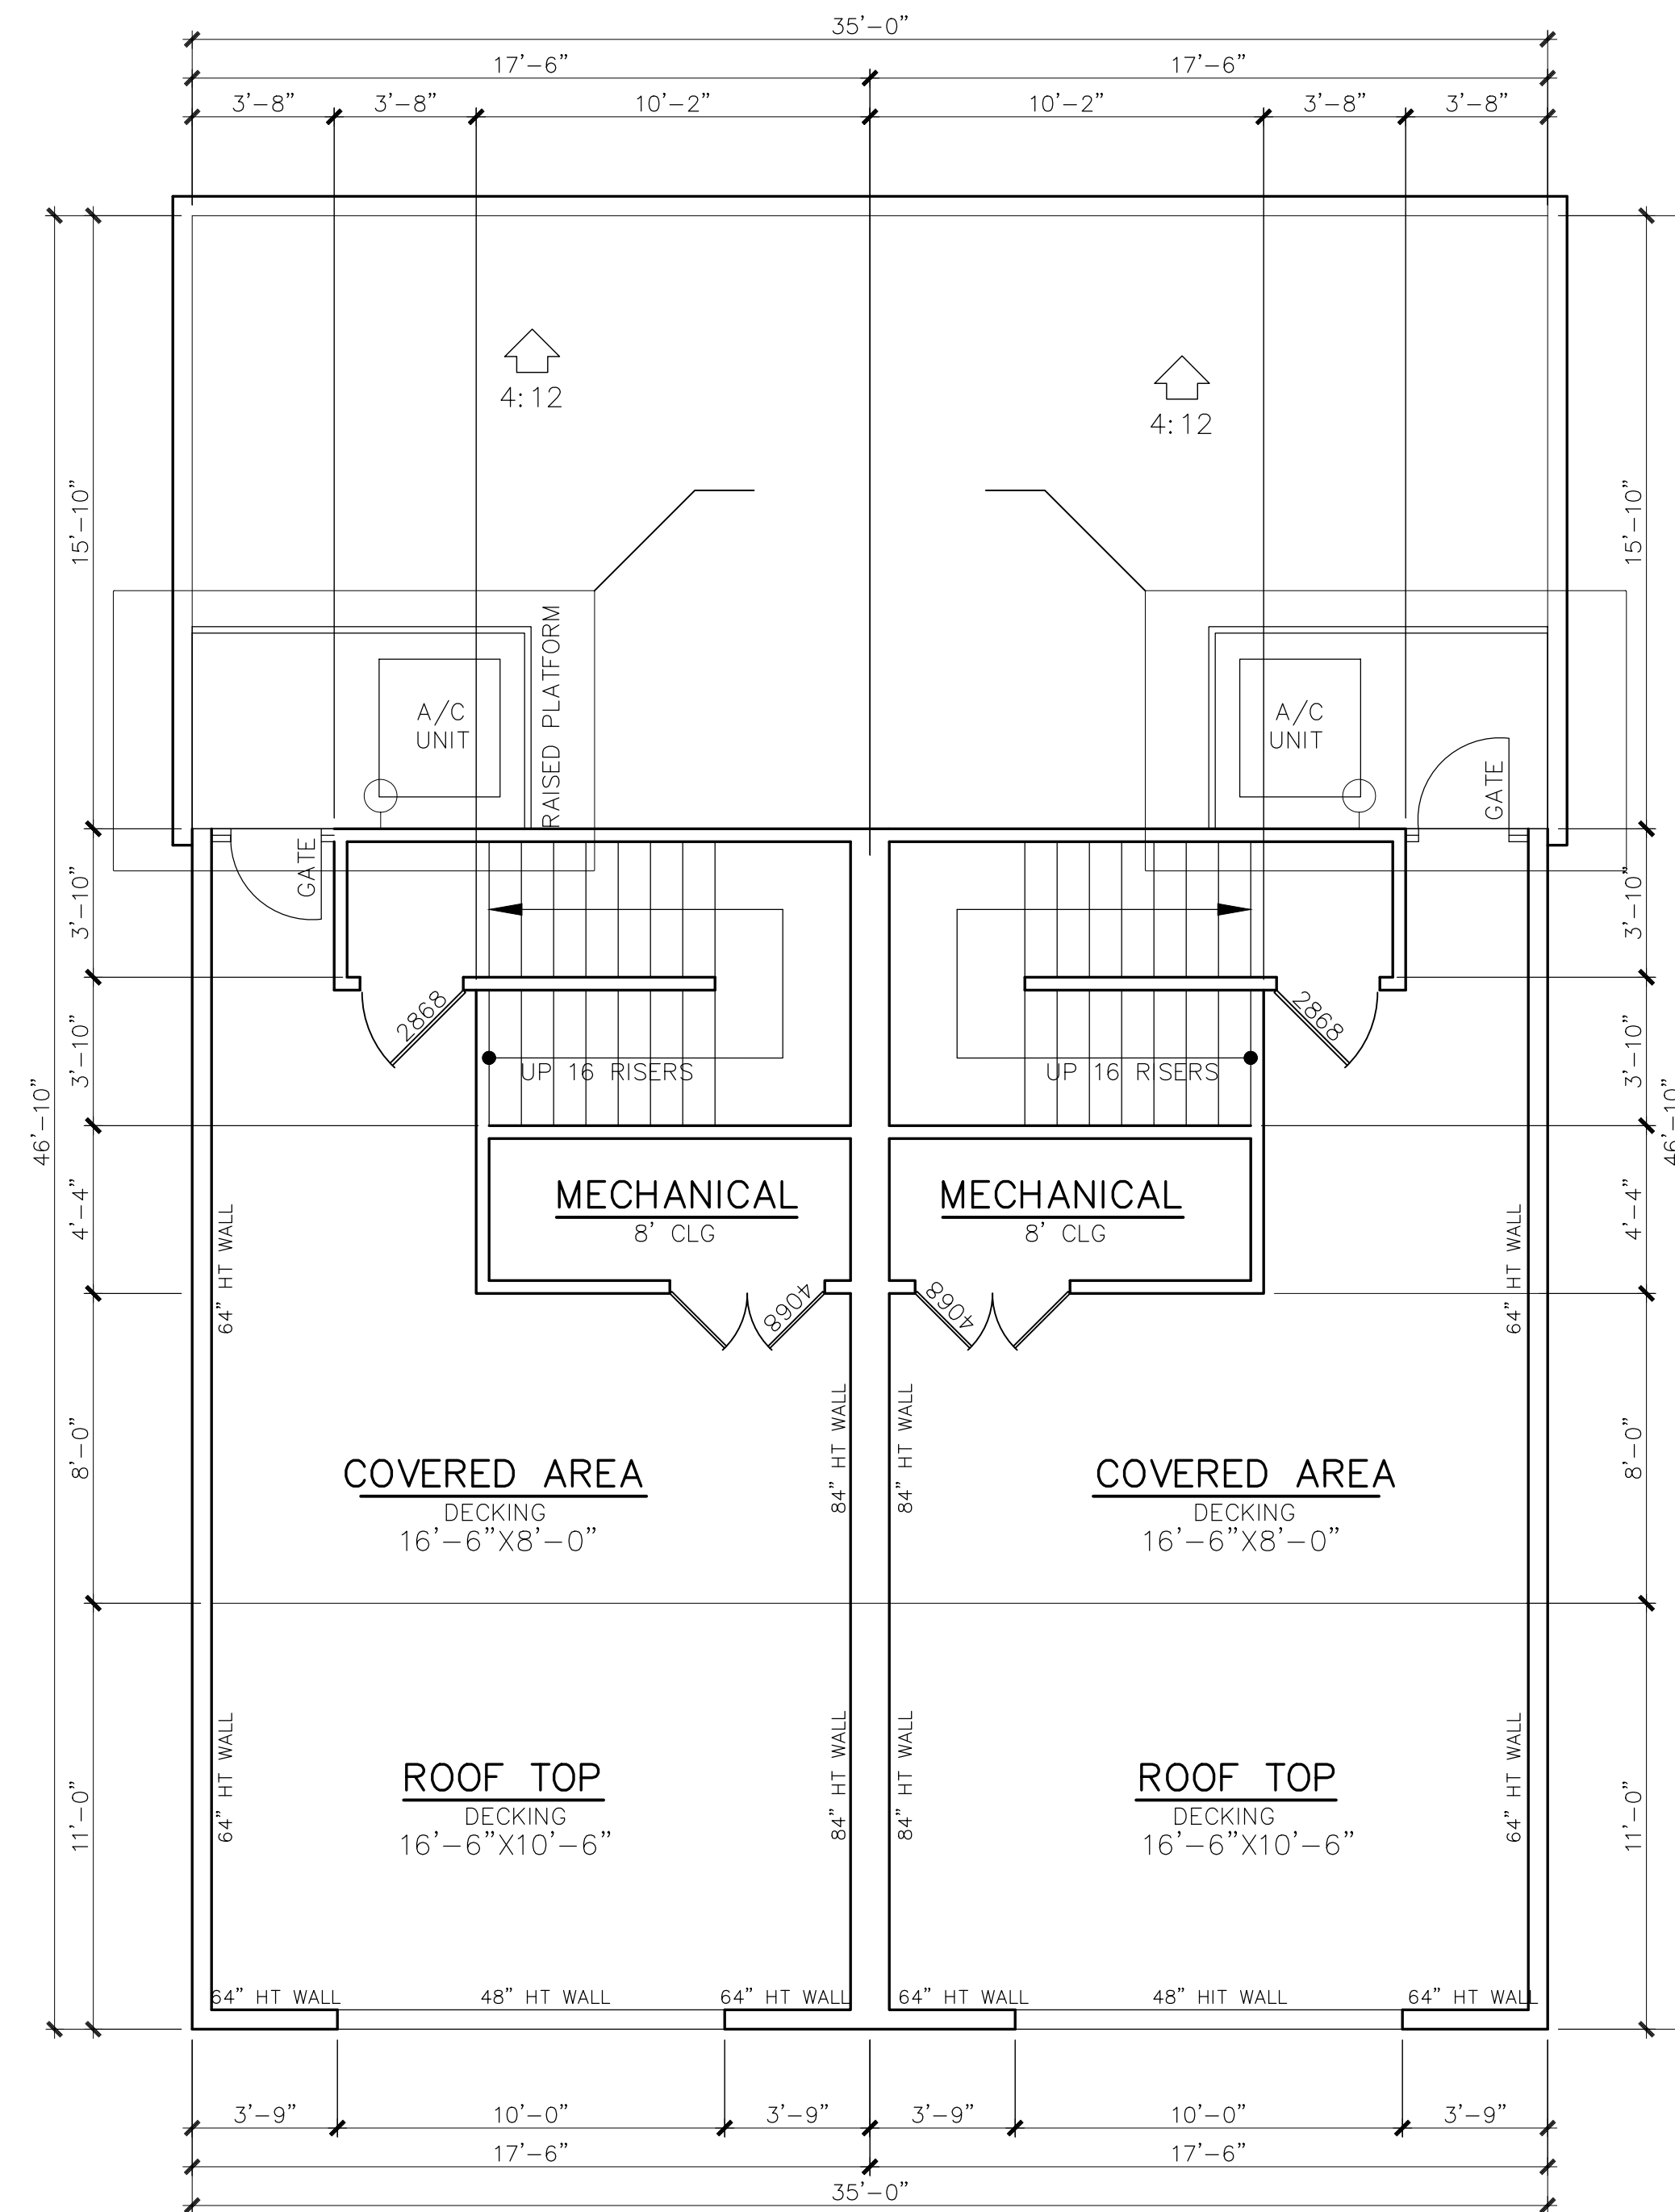 35'-0"
17'-6" 17'-6"
3'-8" 3'-8" 10'-2" 10'-2" 3'-8" 3'-8"
4:12
4:12
15'-10"
15'-10"
RAISED PLATFORM
A/C
UNIT
A/C
UNIT
GATE
GATE
3'-10"
3'-10"
2868
2868
UP 16 RISERS
UP 16 RISERS
3'-10"
3'-10"
46'-10"
46'-10"
MECHANICAL
8' CLG
MECHANICAL
8' CLG
4'-4"
4'-4"
64" HT WALL
64" HT WALL
4068
4068
84" HT WALL
84" HT WALL
8'-0"
8'-0"
COVERED AREA
DECKING
16'-6"X8'-0"
COVERED AREA
DECKING
16'-6"X8'-0"
64" HT WALL
84" HT WALL
84" HT WALL
64" HT WALL
ROOF TOP
DECKING
16'-6"X10'-6"
ROOF TOP
DECKING
16'-6"X10'-6"
11'-0"
11'-0"
64" HT WALL 48" HT WALL 64" HT WALL 64" HT WALL 48" HIT WALL 64" HT WALL
3'-9" 10'-0" 3'-9" 3'-9" 10'-0" 3'-9"
17'-6" 17'-6"
35'-0"